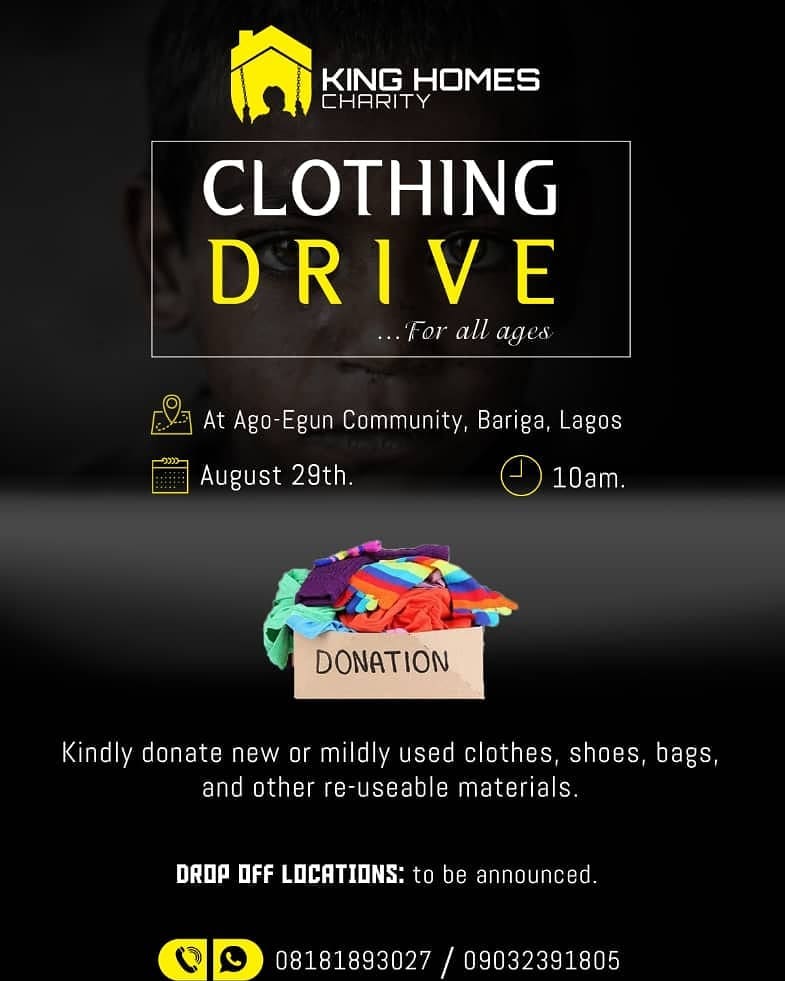 KING HOMES
CHARITY
CLOTHING
DRIVE
...For all ages
At Ago-Egun Community, Bariga, Lagos
August 29th.
10am.
DONATION
Kindly donate new or mildly used clothes, shoes, bags,
and other re-useable materials.
DROP OFF LOCATIONS: to be announced.
08181893027 / 09032391805